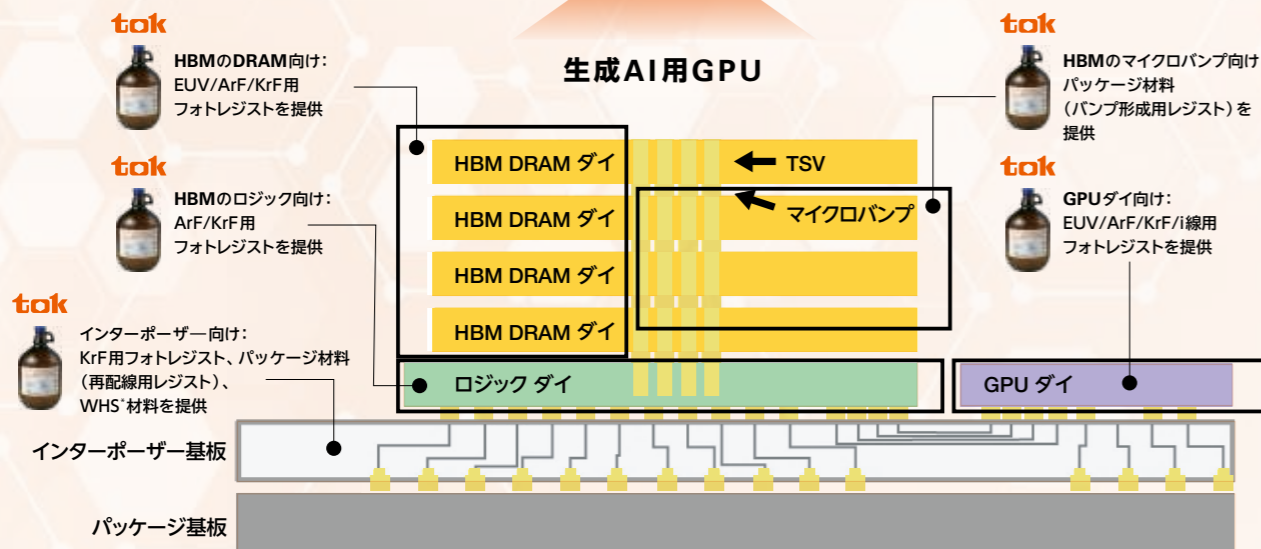 tok
HBMのDRAM向け：
EUV/ArF/KrF用
フォトレジストを提供
tok
HBMのロジック向け：
ArF/KrF用
フォトレジストを提供
tok
インターポーザー向け：
KrF用フォトレジスト、パッケージ材料
（再配線用レジスト）、
WHS*材料を提供
生成AI用GPU
tok
HBMのマイクロバンプ向け
パッケージ材料
（バンプ形成用レジスト）を
提供
tok
GPUダイ向け：
EUV/ArF/KrF/i線用
フォトレジストを提供
HBM DRAM ダイ
TSV
HBM DRAM ダイ
マイクロバンプ
HBM DRAM ダイ
HBM DRAM ダイ
ロジック ダイ
GPU ダイ
インターポーザー基板
パッケージ基板